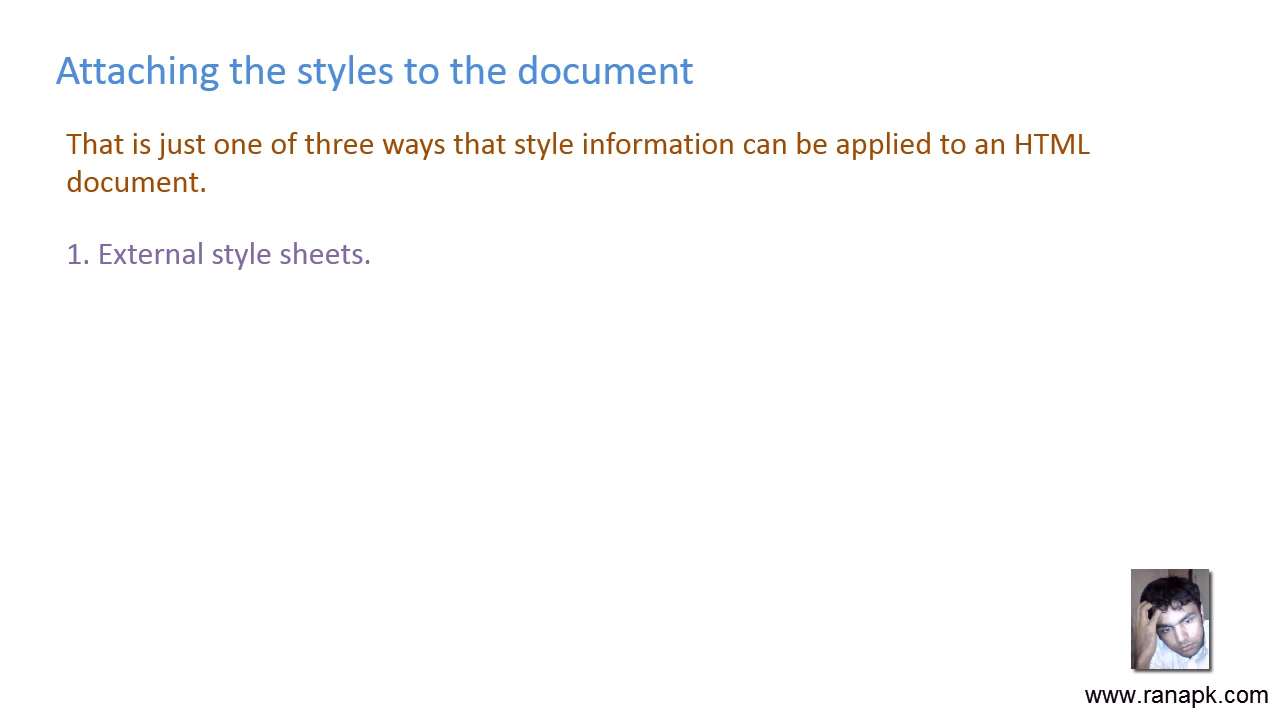 Attaching the styles to the document
That is just one of three ways that style information can be applied to an HTML
document.
1. External style sheets.
www.ranapk.com